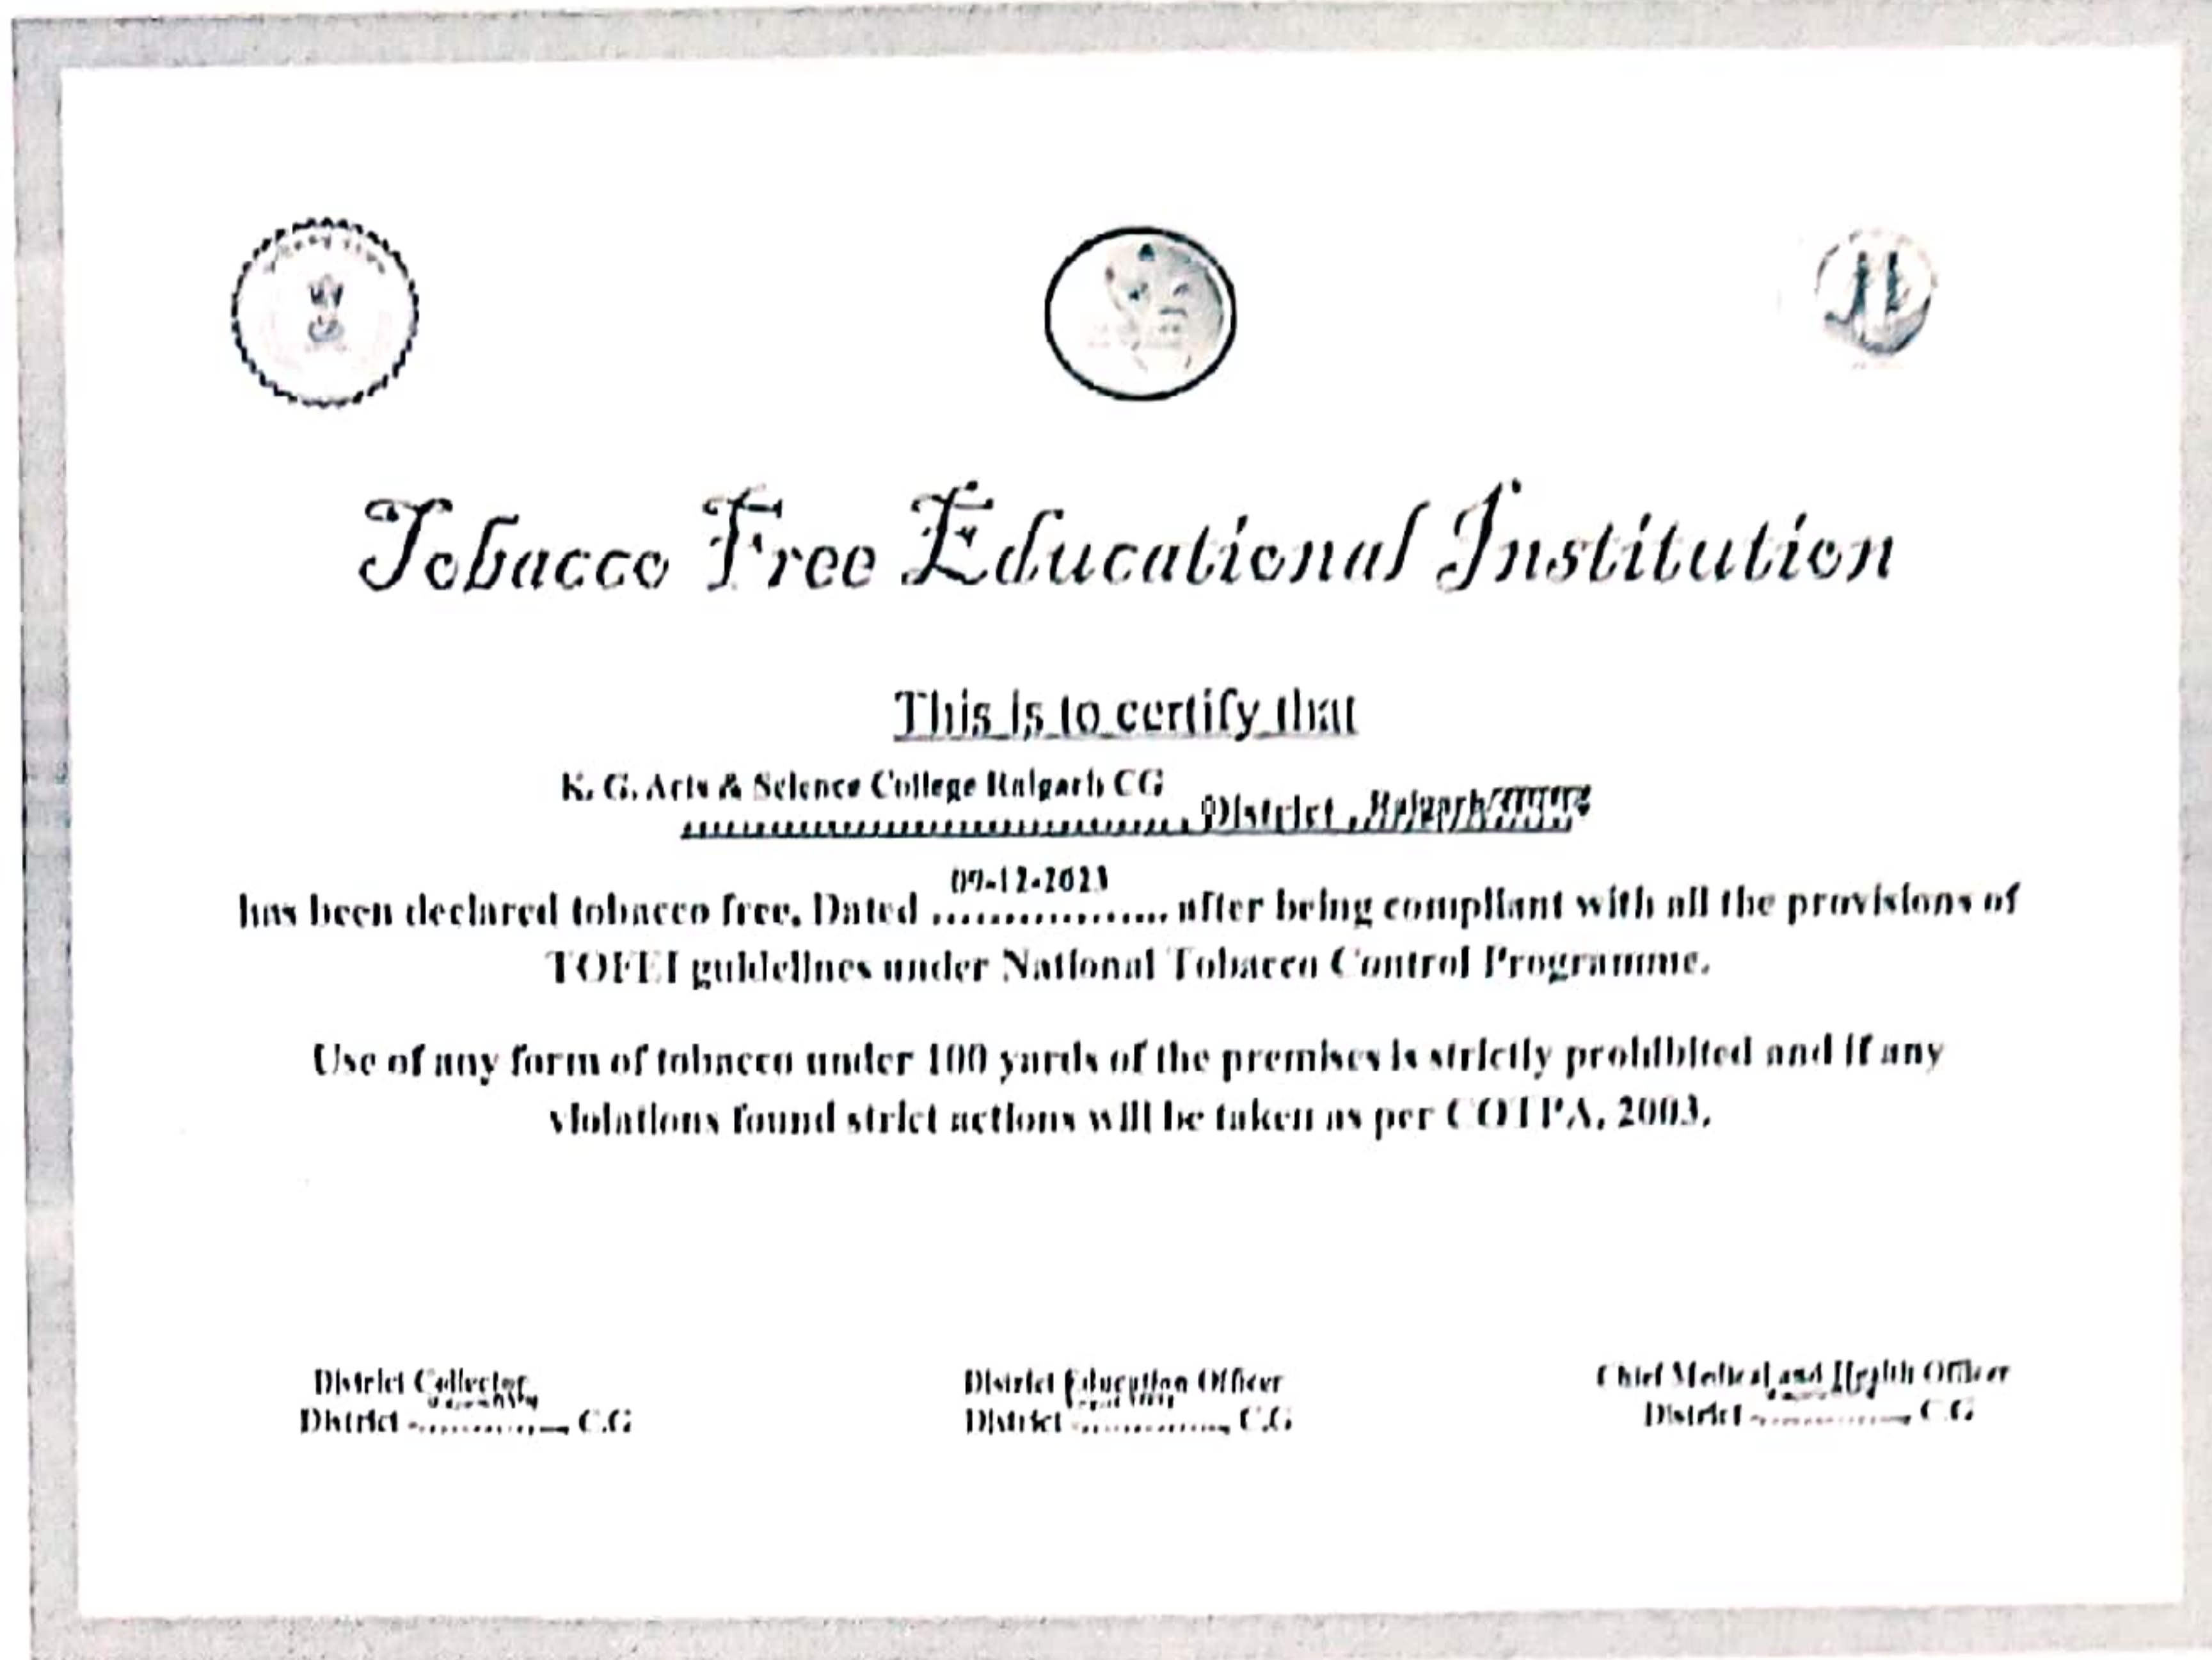 Tobacco Free Educational Institution
This is to certify that
K. G. Arts & Science College Raigarh CG
District , Raigarh
has been declared tobacco free. Dated .................. after being compliant with all the provisions of
TOFEI guidelines under National Tobacco Control Programme.
Use of any form of tobacco under 100 yards of the premises is strictly prohibited and if any
violations found strict actions will be taken as per COTPA, 2003.
District Collector
District -.............., C.G
District Education Officer
District -.............., C.G
Chief Medical and Health Officer
District -.............., C.G